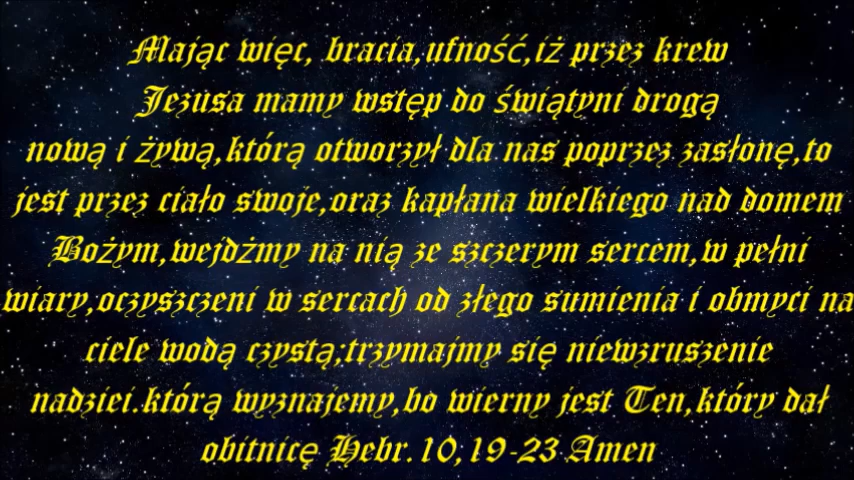 Mając więc, bracia,ufność,iż przez krew
Jezusa mamy wstęp do świątyni drogą
nową i żywą,którą otworzył dla nas poprzez zasłonę,to
jest przez ciało swoje,oraz kapłana wielkiego nad domem
Bożym,wejdżmy na nią ze szczerym sercem,w pełni
wiary,oczyszczeni w sercach od złego sumienia i obmyci na
ciele wodą czystą;trzymajmy się niewzruszenie
nadziei.którą wyznajemy,bo wierny jest Ten,który dał
obitnicę Hebr.10;19-23 Amen